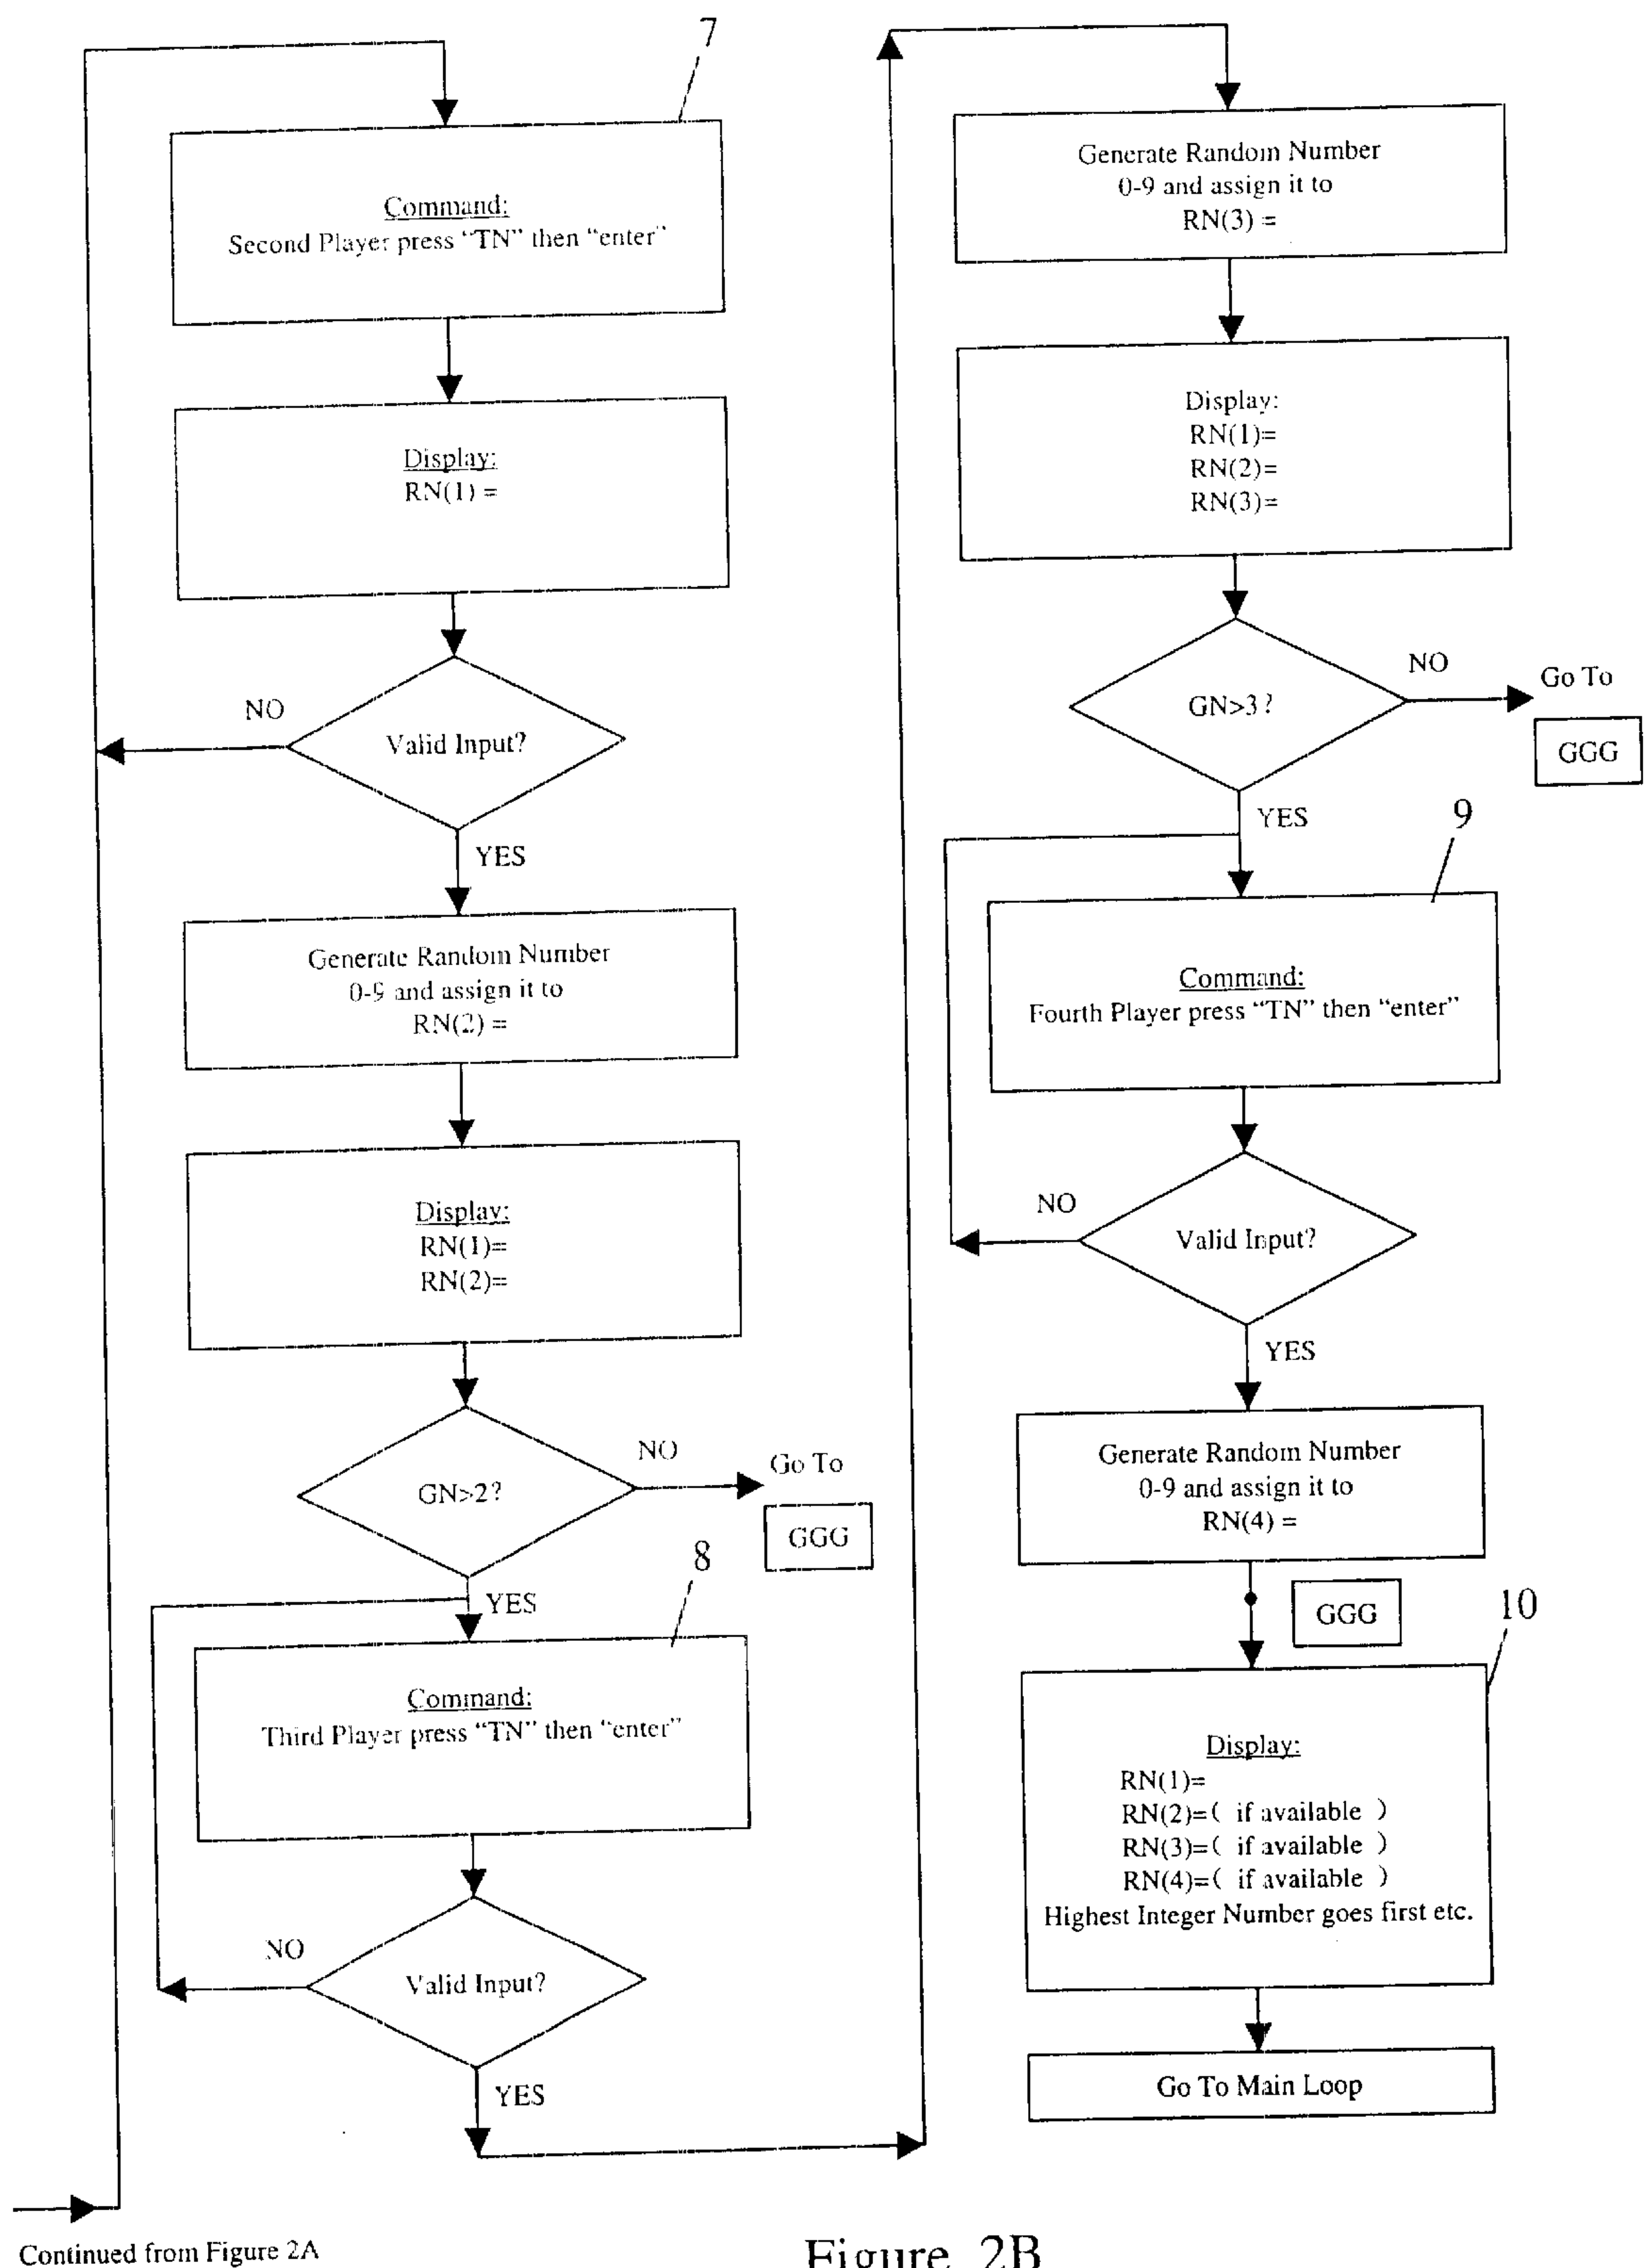 7
Command:
Second Player press “TN” then “enter”
Display:
RN(1) =
NO
Valid Input?
YES
Generate Random Number
0-9 and assign it to
RN(2) =
Display:
RN(1)=
RN(2)=
GN>2?
NO
Go To
GGG
YES
8
Command:
Third Player press “TN” then “enter”
NO
Valid Input?
YES
Continued from Figure 2A
Generate Random Number
0-9 and assign it to
RN(3) =
Display:
RN(1)=
RN(2)=
RN(3)=
GN>3?
NO
Go To
GGG
YES
9
Command:
Fourth Player press “TN” then “enter”
NO
Valid Input?
YES
Generate Random Number
0-9 and assign it to
RN(4) =
GGG
10
Display:
RN(1)=
RN(2)=( if available )
RN(3)=( if available )
RN(4)=( if available )
Highest Integer Number goes first etc.
Go To Main Loop
Figure 2B